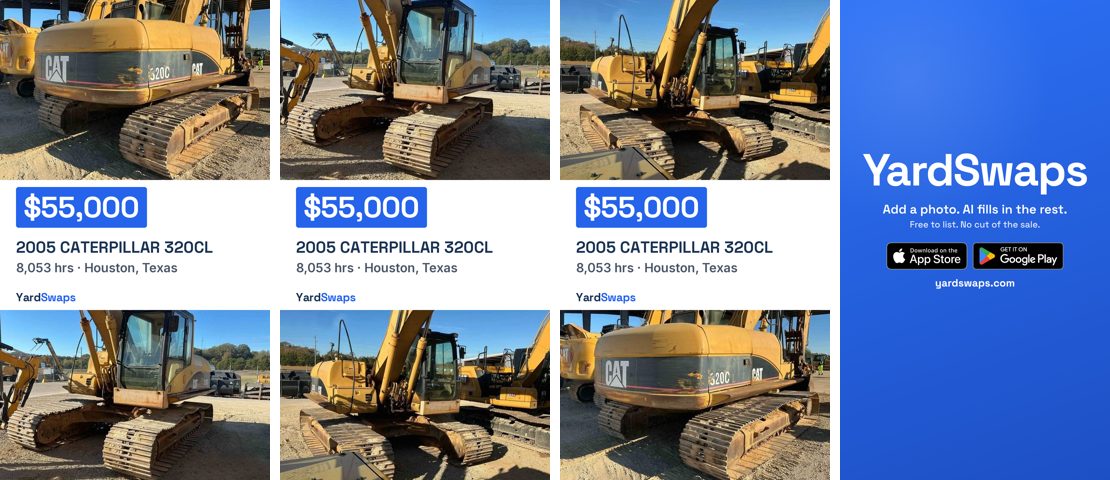 CAT
320C
CAT
$55,000
2005 CATERPILLAR 320CL
8,053 hrs · Houston, Texas
YardSwaps
$55,000
2005 CATERPILLAR 320CL
8,053 hrs · Houston, Texas
YardSwaps
$55,000
2005 CATERPILLAR 320CL
8,053 hrs · Houston, Texas
YardSwaps
CAT
320C
CAT
YardSwaps
Add a photo. AI fills in the rest.
Free to list. No cut of the sale.
Download on the
App Store
GET IT ON
Google Play
yardswaps.com